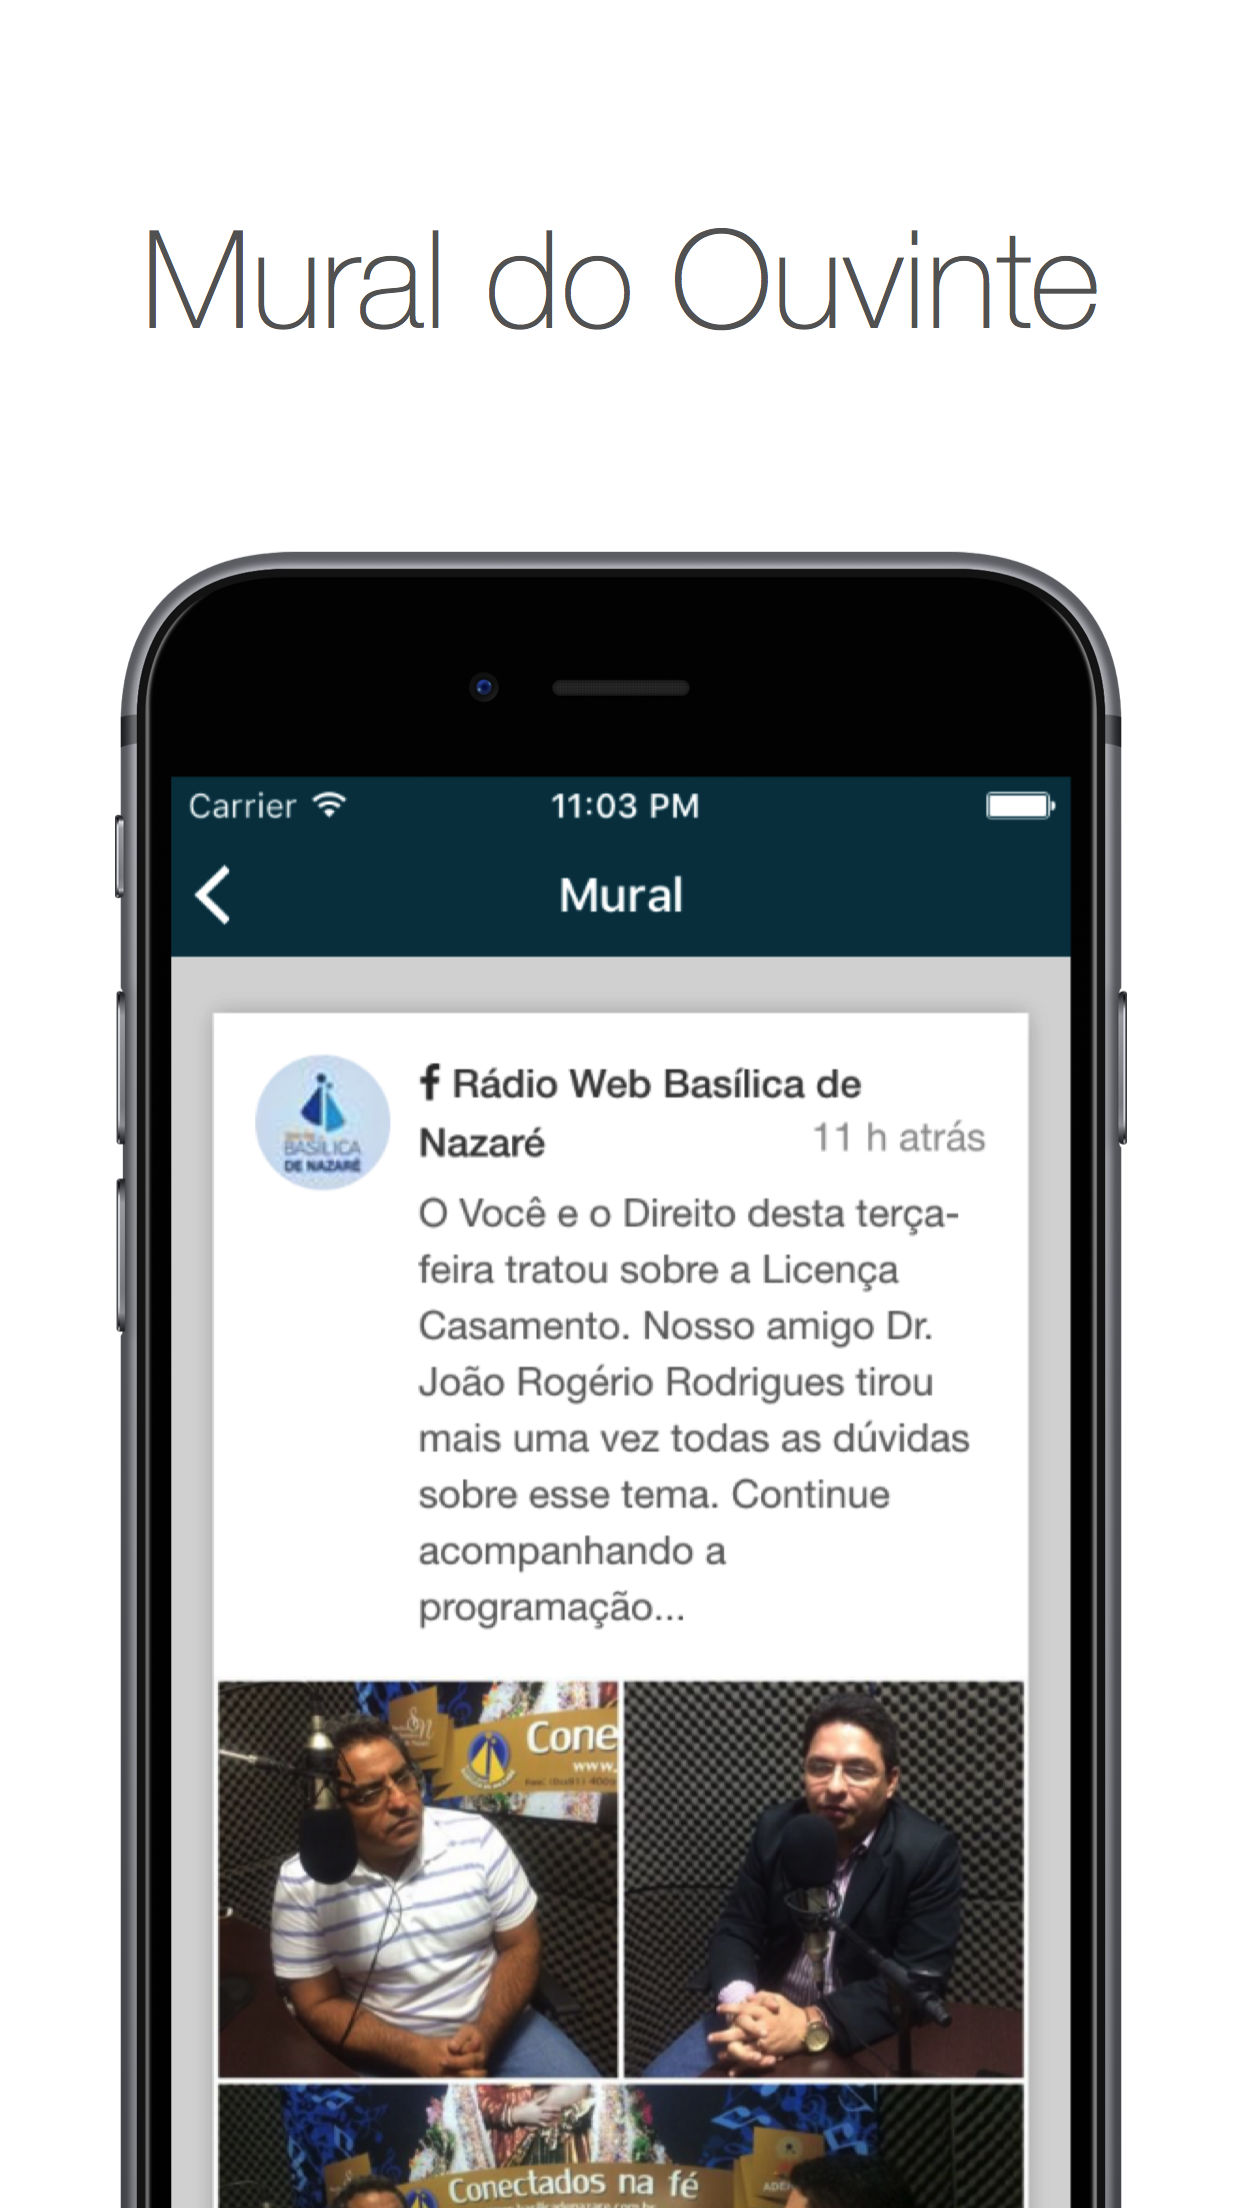 Mural do Ouvinte
Carrier
11:03 PM
Mural
f Rádio Web Basílica de
Nazaré
11 h atrás
BASÍLICA
DE NAZARÉ
O Você e o Direito desta terça-
feira tratou sobre a Licença
Casamento. Nosso amigo Dr.
João Rogério Rodrigues tirou
mais uma vez todas as dúvidas
sobre esse tema. Continue
acompanhando a
programação...
Cone
www.
Conectados na fé